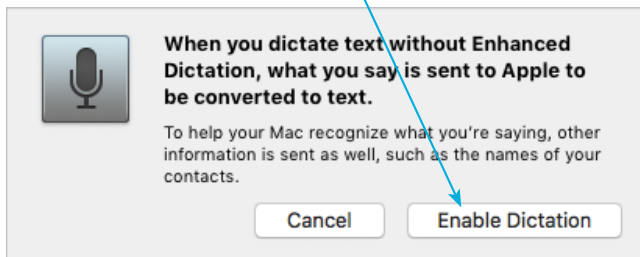 When you dictate text without Enhanced
Dictation, what you say is sent to Apple to
be converted to text.
To help your Mac recognize what you're saying, other
information is sent as well, such as the names of your
contacts.
Cancel
Enable Dictation